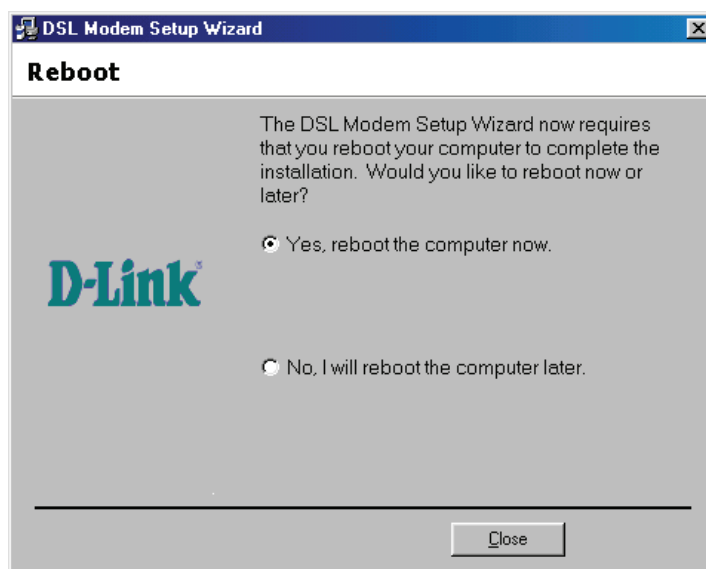 DSL Modem Setup Wizard
Reboot
The DSL Modem Setup Wizard now requires
that you reboot your computer to complete the
installation. Would you like to reboot now or
later?
Yes, reboot the computer now.
D-Link®
No, I will reboot the computer later.
Close